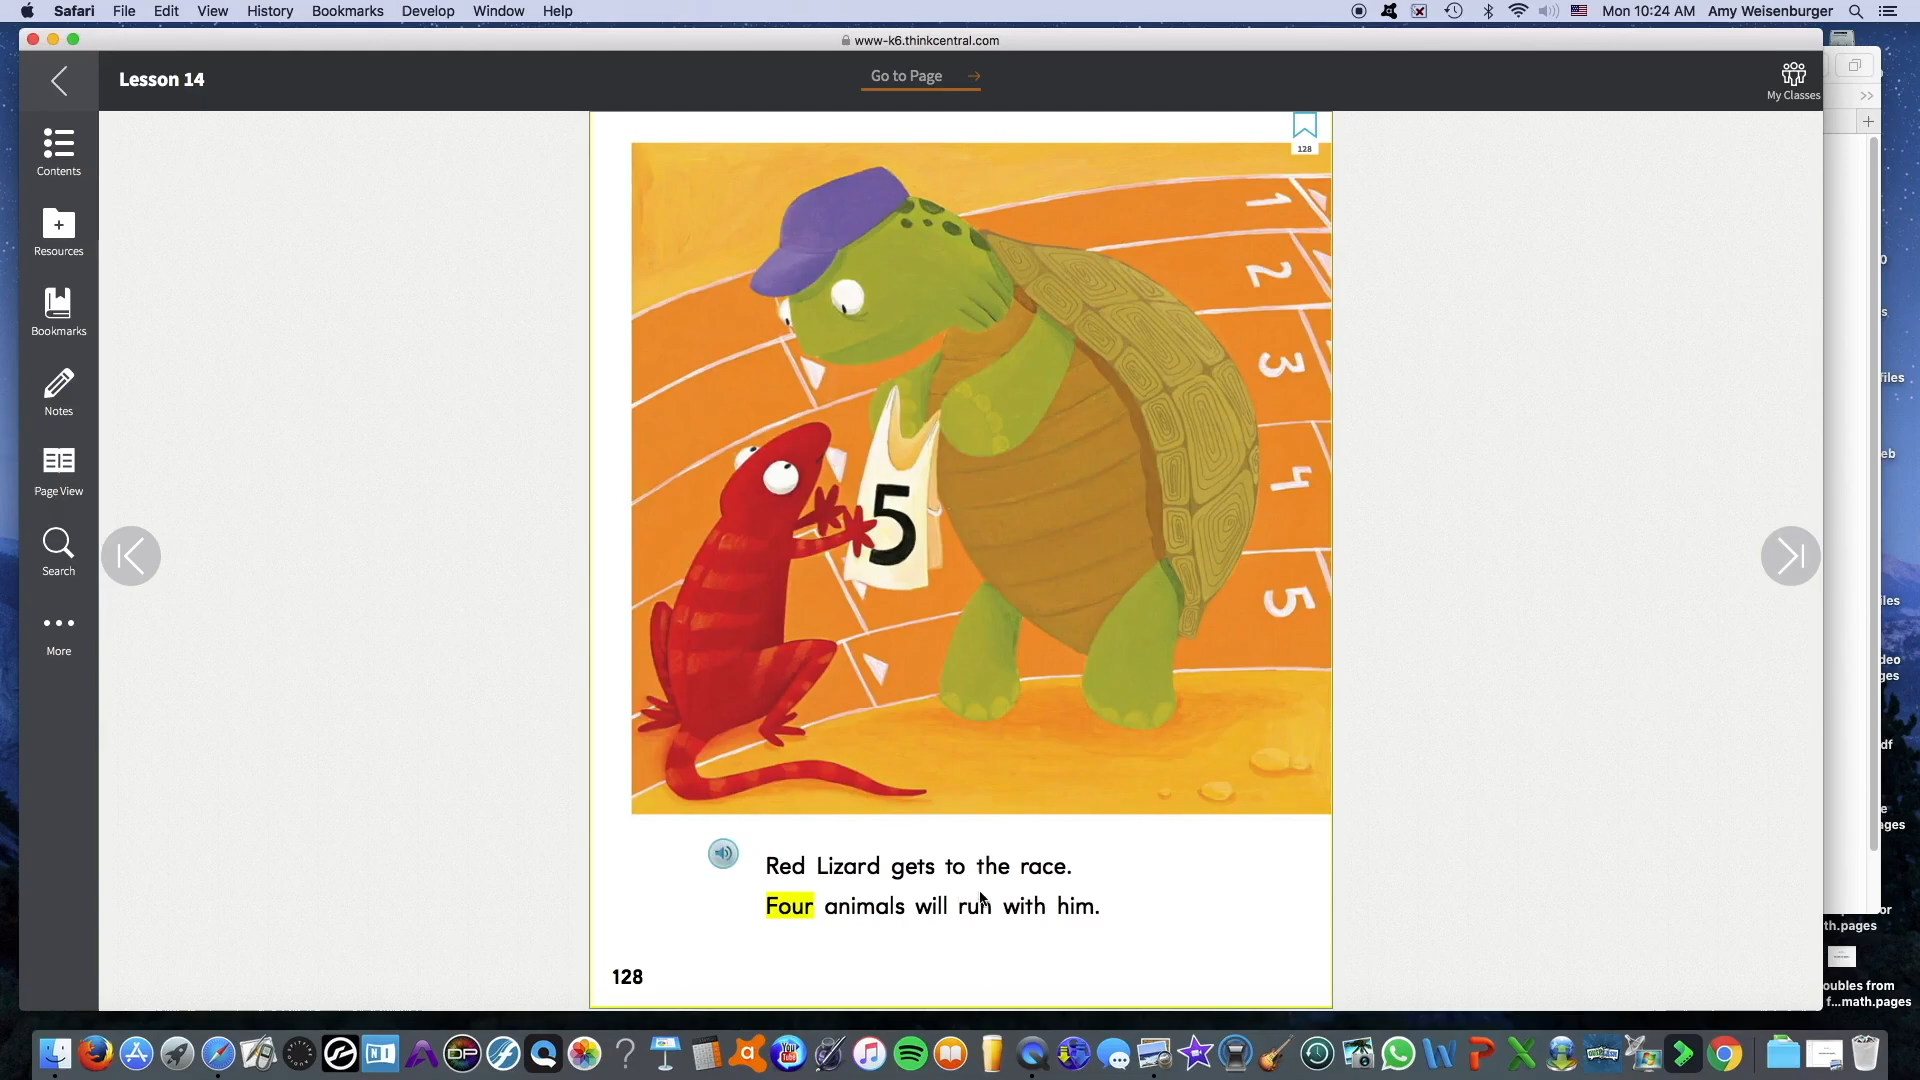 Safari File Edit View History Bookmarks Develop Window Help
Mon 10:24 AM Amy Weisenburger
www-k6.thinkcentral.com
Lesson 14
Go to Page
My Classes
Contents
Resources
Bookmarks
Notes
Page View
Search
More
128
1
2
3
4
5
5
Red Lizard gets to the race.
Four animals will run with him.
128
files
eb
th.pages
oubles from
f...math.pages